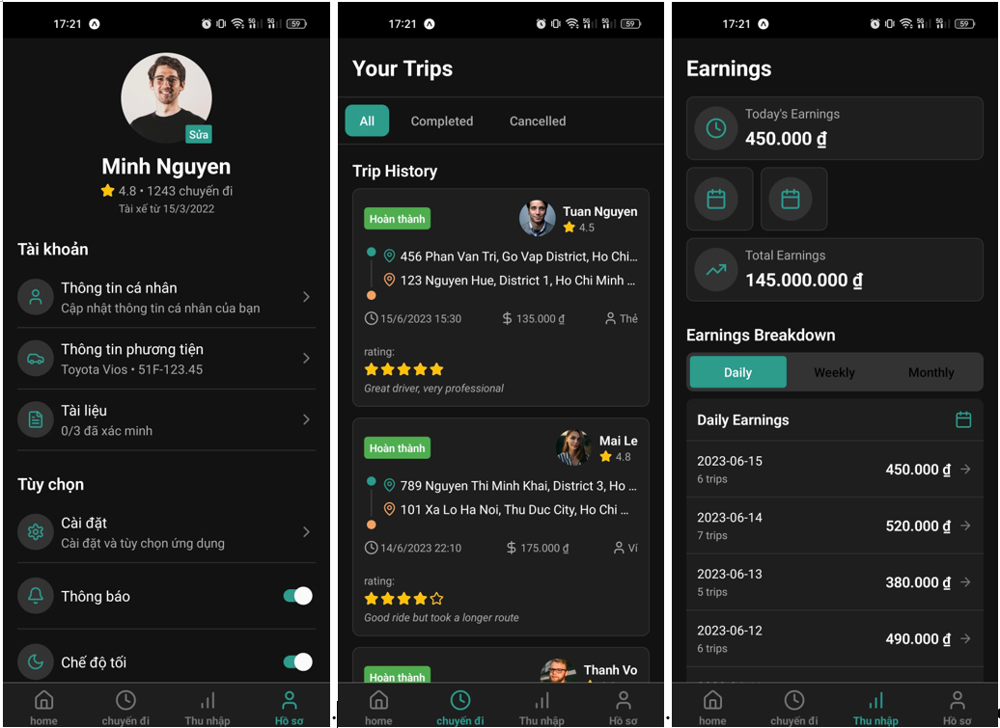 17:21
5G
5G
59
Sửa
Minh Nguyen
4.8 • 1243 chuyến đi
Tài xế từ 15/3/2022
Tài khoản
Thông tin cá nhân
Cập nhật thông tin cá nhân của bạn
Thông tin phương tiện
Toyota Vios • 51F-123.45
Tài liệu
0/3 đã xác minh
Tùy chọn
Cài đặt
Cài đặt và tùy chọn ứng dụng
Thông báo
Chế độ tối
home
chuyến đi
Thu nhập
Hồ sơ
17:21
5G
5G
59
Your Trips
All
Completed
Cancelled
Trip History
Hoàn thành
Tuan Nguyen
4.5
456 Phan Van Tri, Go Vap District, Ho Chi...
123 Nguyen Hue, District 1, Ho Chi Minh ...
15/6/2023 15:30
$ 135.000 ₫
Thẻ
rating:
Great driver, very professional
Hoàn thành
Mai Le
4.8
789 Nguyen Thi Minh Khai, District 3, Ho ...
101 Xa Lo Ha Noi, Thu Duc City, Ho Chi ...
14/6/2023 22:10
$ 175.000 ₫
Ví
rating:
Good ride but took a longer route
Hoàn thành
Thanh Vo
home
chuyến đi
Thu nhập
Hồ sơ
17:21
5G
5G
59
Earnings
Today's Earnings
450.000 ₫
Total Earnings
145.000.000 ₫
Earnings Breakdown
Daily
Weekly
Monthly
Daily Earnings
2023-06-15
6 trips
450.000 ₫
2023-06-14
7 trips
520.000 ₫
2023-06-13
5 trips
380.000 ₫
2023-06-12
6 trips
490.000 ₫
home
chuyến đi
Thu nhập
Hồ sơ